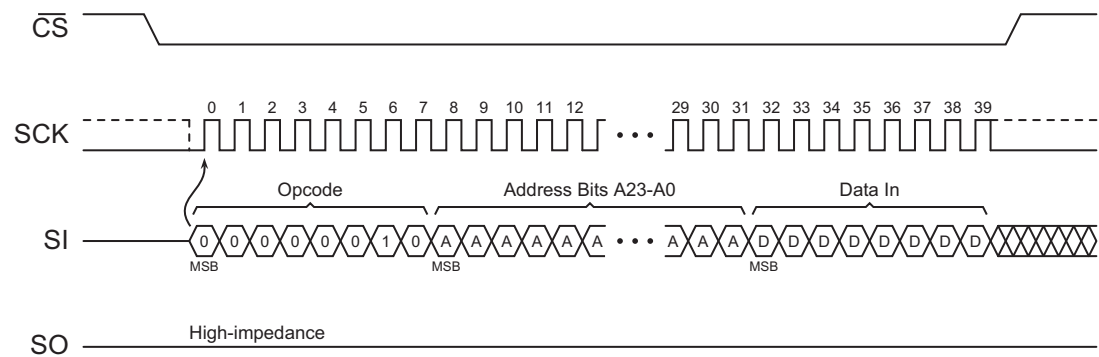 CS
0 1 2 3 4 5 6 7 8 9 10 11 12 29 30 31 32 33 34 35 36 37 38 39
SCK
Opcode Address Bits A23-A0 Data In
SI 0 0 0 0 0 0 1 0 A A A A A A A A A D D D D D D D D
MSB MSB MSB
High-impedance
SO